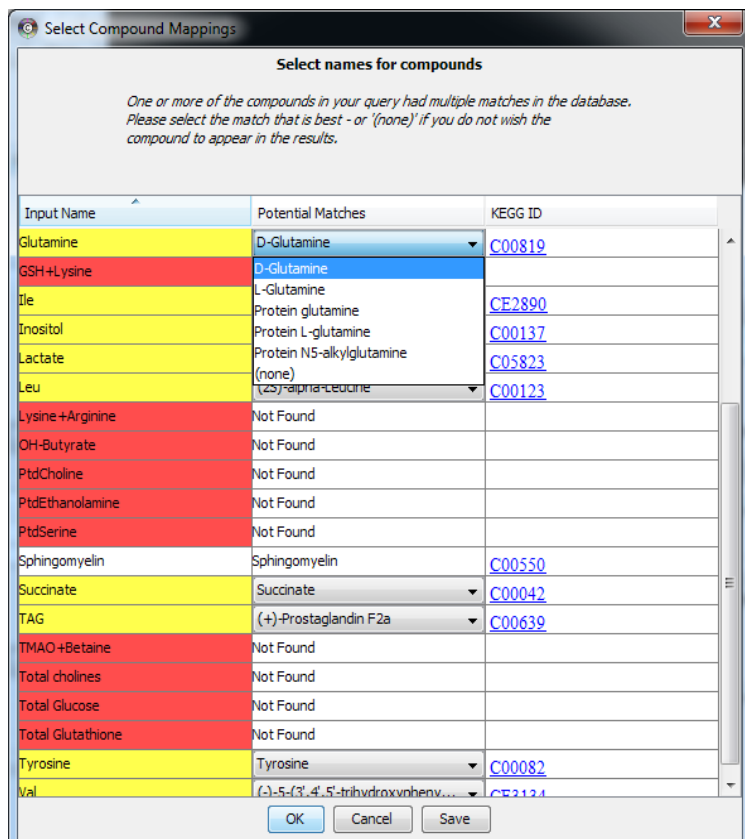 Select Compound Mappings
Select names for compounds
One or more of the compounds in your query had multiple matches in the database.
Please select the match that is best - or '(none)' if you do not wish the
compound to appear in the results.
Input Name Potential Matches KEGG ID
Glutamine D-Glutamine C00819
GSH+Lysine D-Glutamine
L-Glutamine
Ile Protein glutamine CE2890
Inositol Protein L-glutamine C00137
Lactate Protein N5-alkylglutamine C05823
(none)
Leu (2S)-alpha-Leucine C00123
Lysine+Arginine Not Found
OH-Butyrate Not Found
PtdCholine Not Found
PtdEthanolamine Not Found
PtdSerine Not Found
Sphingomyelin Sphingomyelin C00550
Succinate Succinate C00042
TAG (+)-Prostaglandin F2a C00639
TMAO+Betaine Not Found
Total cholines Not Found
Total Glucose Not Found
Total Glutathione Not Found
Tyrosine Tyrosine C00082
Val (-)-5-(3',4',5'-trihydroxypheny... CE3134
OK Cancel Save